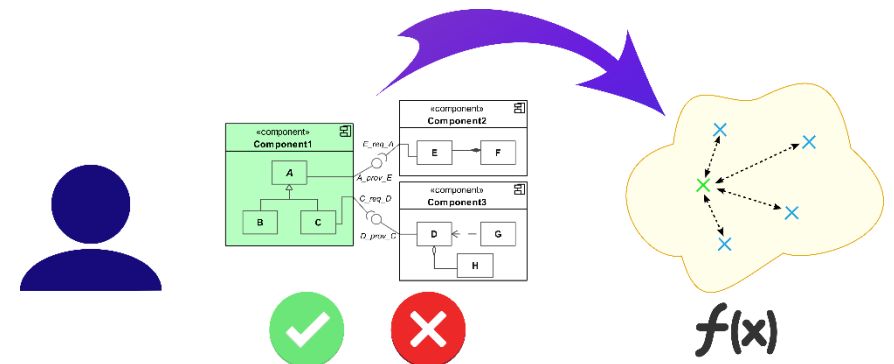 «component»
Component1
A
B
C
E_req_A
A_prov_E
C_req_D
D_prov_C
«component»
Component2
E
F
«component»
Component3
D
G
H
f(x)